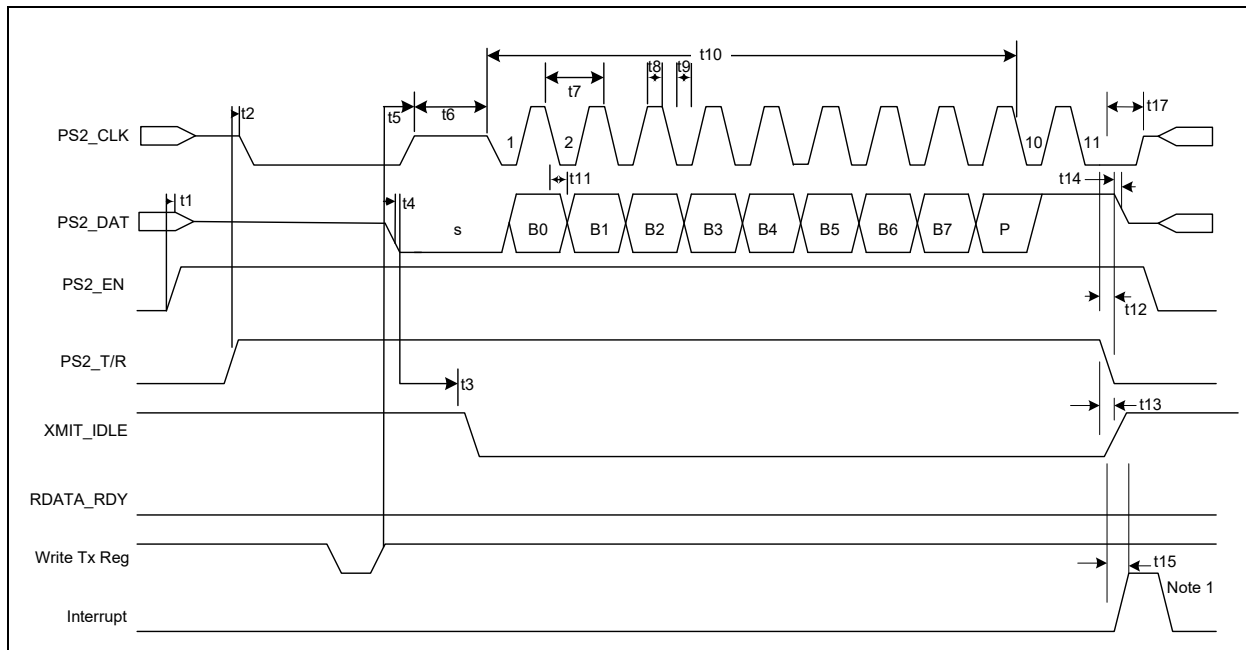 t10
t2
t8
t9
t5
t6
t7
t17
PS2_CLK
1
2
10
11
t11
t14
t1
t4
PS2_DAT
s
B0
B1
B2
B3
B4
B5
B6
B7
P
PS2_EN
t12
PS2_T/R
t3
t13
XMIT_IDLE
RDATA_RDY
Write Tx Reg
t15
Note 1
Interrupt